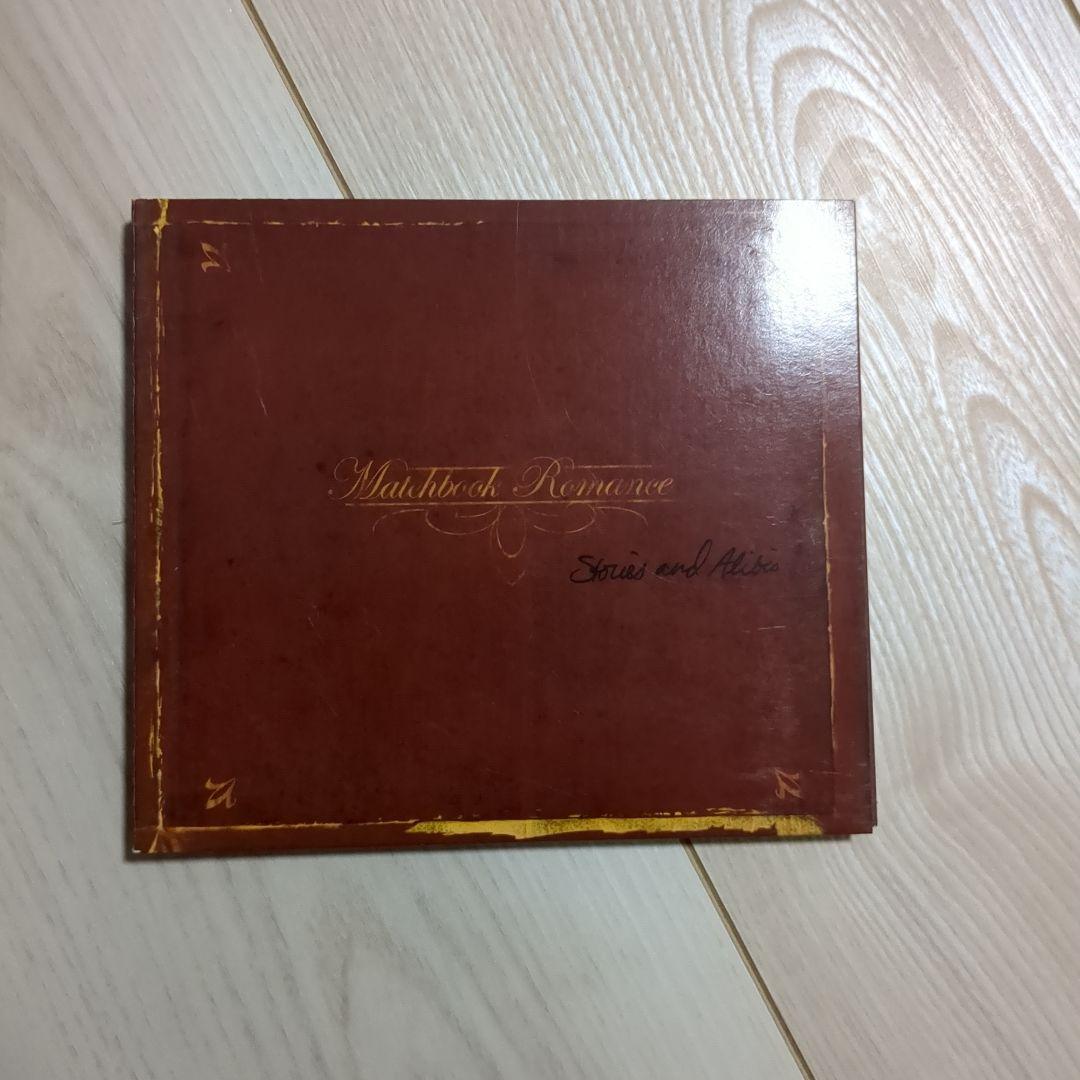 Matchbook Romance
Stories and Alibis